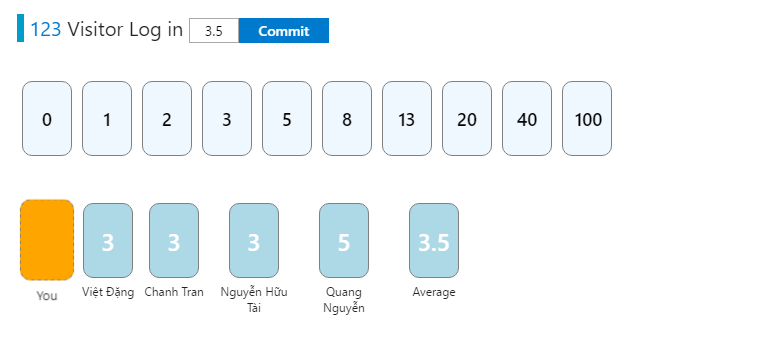 123 Visitor Log in 3.5 Commit
0 1 2 3 5 8 13 20 40 100
3 3 3 5 3.5
You Việt Đặng Chanh Tran Nguyễn Hữu Tài Quang Nguyễn Average